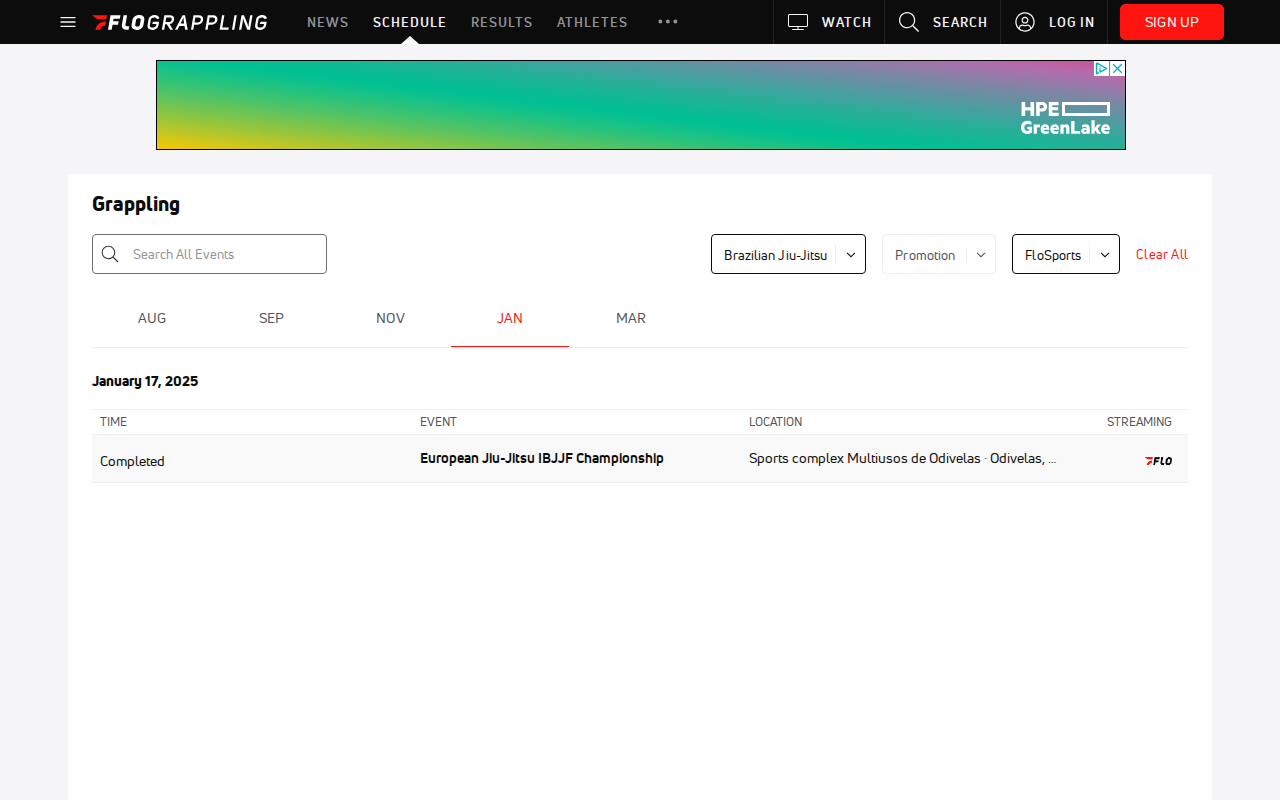 FLOGRAPPLING NEWS SCHEDULE RESULTS ATHLETES ••• WATCH SEARCH LOG IN SIGN UP
HPE
GreenLake
Grappling
Search All Events Brazilian Jiu-Jitsu Promotion FloSports Clear All
AUG SEP NOV JAN MAR
January 17, 2025
TIME EVENT LOCATION STREAMING
Completed European Jiu-Jitsu IBJJF Championship Sports complex Multiusos de Odivelas · Odivelas, ... FLO